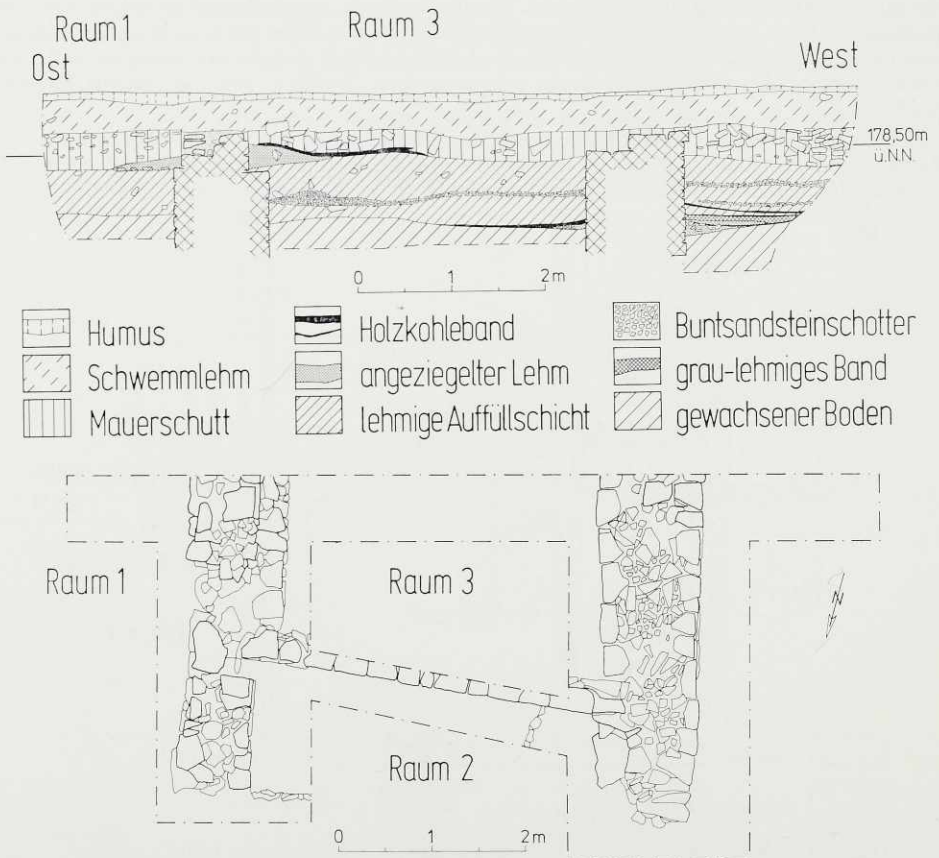 Raum 1
Raum 3
Ost
West
178,50m
ü.N.N.
0 1 2m
Humus
Holzkohleband
Buntsandsteinschotter
Schwemmlehm
angeziegelter Lehm
grau-lehmiges Band
Mauerschutt
lehmige Auffüllschicht
gewachsener Boden
Raum 1
Raum 3
N
Raum 2
0 1 2m